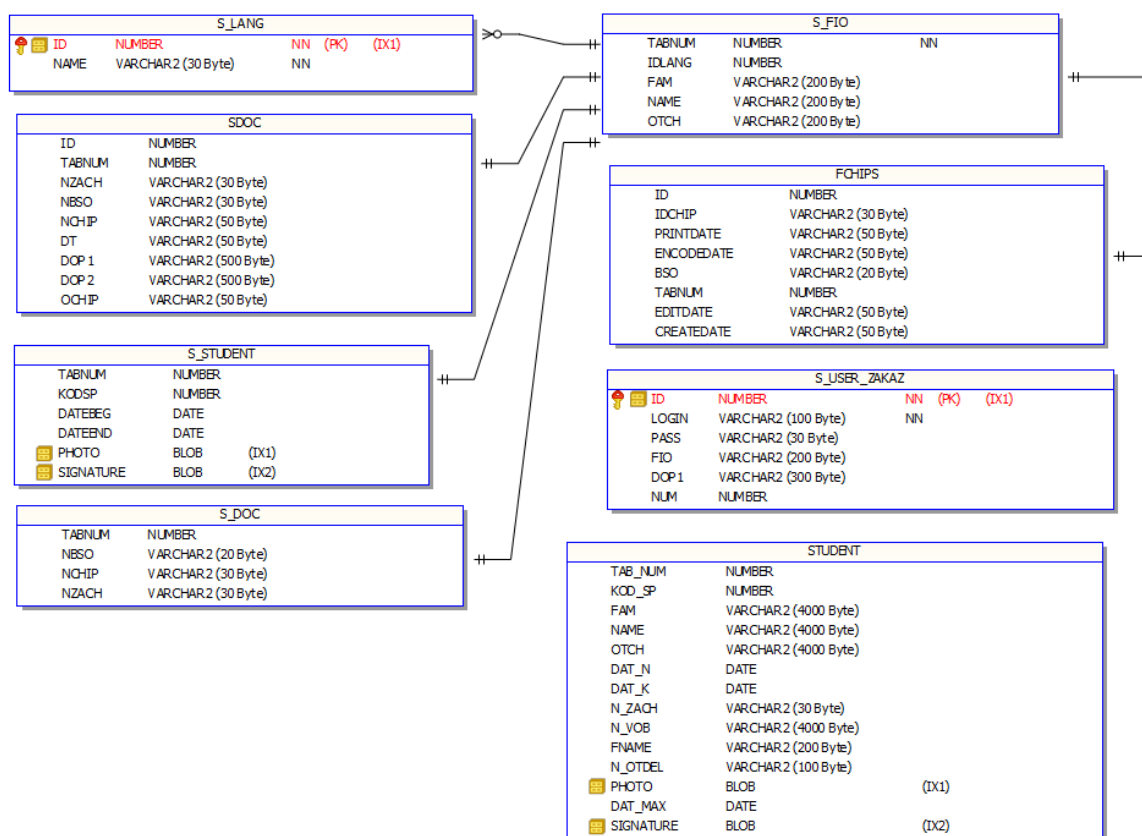 S_LANG
ID NUMBER NN (PK) (IX1)
NAME VARCHAR2 (30 Byte) NN
SDOC
ID NUMBER
TABNUM NUMBER
NZACH VARCHAR2 (30 Byte)
NBSO VARCHAR2 (30 Byte)
NCHIP VARCHAR2 (50 Byte)
DT VARCHAR2 (50 Byte)
DOP1 VARCHAR2 (500 Byte)
DOP2 VARCHAR2 (500 Byte)
OCHIP VARCHAR2 (50 Byte)
S_STUDENT
TABNUM NUMBER
KODSP NUMBER
DATEBEG DATE
DATEEND DATE
PHOTO BLOB (IX1)
SIGNATURE BLOB (IX2)
S_DOC
TABNUM NUMBER
NBSO VARCHAR2 (20 Byte)
NCHIP VARCHAR2 (30 Byte)
NZACH VARCHAR2 (30 Byte)
S_FIO
TABNUM NUMBER NN
IDLANG NUMBER
FAM VARCHAR2 (200 Byte)
NAME VARCHAR2 (200 Byte)
OTCH VARCHAR2 (200 Byte)
FCHIPS
ID NUMBER
IDCHIP VARCHAR2 (30 Byte)
PRINTDATE VARCHAR2 (50 Byte)
ENCODEDATE VARCHAR2 (50 Byte)
BSO VARCHAR2 (20 Byte)
TABNUM NUMBER
EDITDATE VARCHAR2 (50 Byte)
CREATEDATE VARCHAR2 (50 Byte)
S_USER_ZAKAZ
ID NUMBER NN (PK) (IX1)
LOGIN VARCHAR2 (100 Byte) NN
PASS VARCHAR2 (30 Byte)
FIO VARCHAR2 (200 Byte)
DOP1 VARCHAR2 (300 Byte)
NUM NUMBER
STUDENT
TAB_NUM NUMBER
KOD_SP NUMBER
FAM VARCHAR2 (4000 Byte)
NAME VARCHAR2 (4000 Byte)
OTCH VARCHAR2 (4000 Byte)
DAT_N DATE
DAT_K DATE
N_ZACH VARCHAR2 (30 Byte)
N_VOB VARCHAR2 (4000 Byte)
FNAME VARCHAR2 (200 Byte)
N_OTDEL VARCHAR2 (100 Byte)
PHOTO BLOB (IX1)
DAT_MAX DATE
SIGNATURE BLOB (IX2)